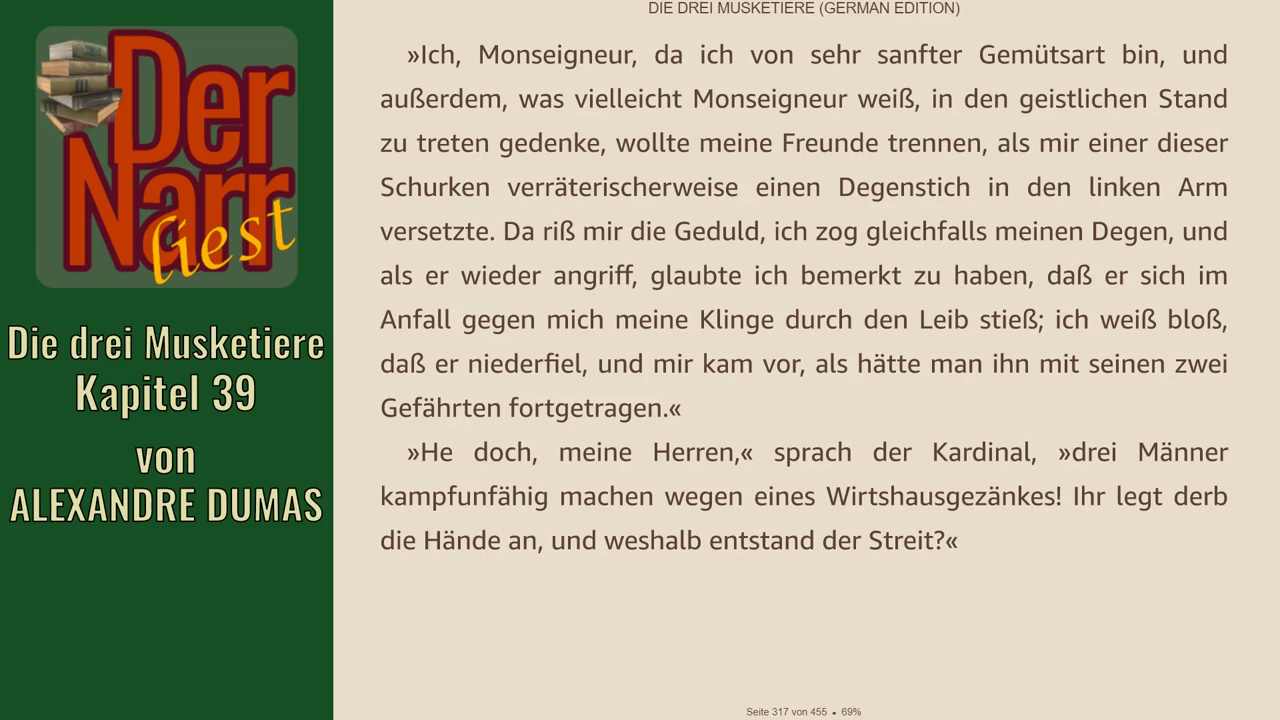 Der
Narr
liest
Die drei Musketiere
Kapitel 39
von
ALEXANDRE DUMAS
DIE DREI MUSKETIERE (GERMAN EDITION)
»Ich, Monseigneur, da ich von sehr sanfter Gemütsart bin, und
außerdem, was vielleicht Monseigneur weiß, in den geistlichen Stand
zu treten gedenke, wollte meine Freunde trennen, als mir einer dieser
Schurken verräterischerweise einen Degenstich in den linken Arm
versetzte. Da riß mir die Geduld, ich zog gleichfalls meinen Degen, und
als er wieder angriff, glaubte ich bemerkt zu haben, daß er sich im
Anfall gegen mich meine Klinge durch den Leib stieß; ich weiß bloß,
daß er niederfiel, und mir kam vor, als hätte man ihn mit seinen zwei
Gefährten fortgetragen.«
»He doch, meine Herren,« sprach der Kardinal, »drei Männer
kampfunfähig machen wegen eines Wirtshausgezänkes! Ihr legt derb
die Hände an, und weshalb entstand der Streit?«
Seite 317 von 455 • 69%